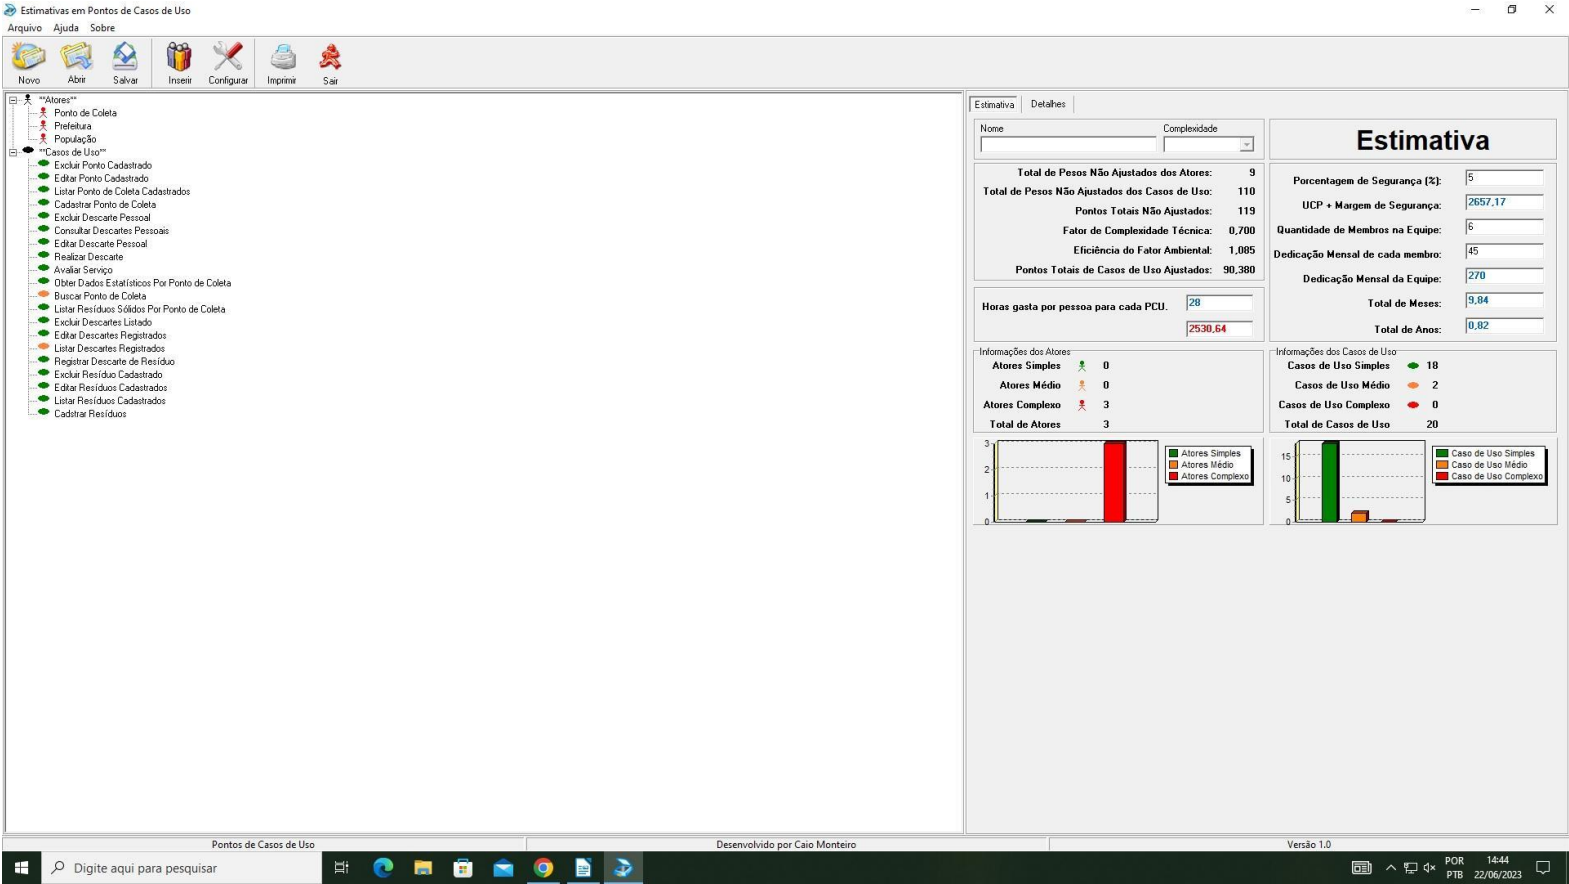 Estimativas em Pontos de Casos de Uso
Arquivo Ajuda Sobre
Novo Abrir Salvar Inserir Configurar Imprimir Sair
""Atores""
Ponto de Coleta
Prefeitura
População
""Casos de Uso""
Excluir Ponto Cadastrado
Editar Ponto Cadastrado
Listar Ponto de Coleta Cadastrados
Cadastrar Ponto de Coleta
Excluir Descarte Pessoal
Consultar Descartes Pessoais
Editar Descarte Pessoal
Realizar Descarte
Avaliar Serviço
Obter Dados Estatísticos Por Ponto de Coleta
Buscar Ponto de Coleta
Listar Resíduos Sólidos Por Ponto de Coleta
Excluir Descartes Listado
Editar Descartes Registrados
Listar Descartes Registrados
Registrar Descarte de Resíduo
Excluir Resíduo Cadastrado
Editar Resíduos Cadastrados
Listar Resíduos Cadastrados
Cadstrar Resíduos
Estimativa Detalhes
Nome Complexidade
Total de Pesos Não Ajustados dos Atores: 9
Total de Pesos Não Ajustados dos Casos de Uso: 110
Pontos Totais Não Ajustados: 119
Fator de Complexidade Técnica: 0,700
Eficiência do Fator Ambiental: 1,085
Pontos Totais de Casos de Uso Ajustados: 90,380
Horas gasta por pessoa para cada PCU. 28
2530,64
Estimativa
Porcentagem de Segurança (%): 5
UCP + Margem de Segurança: 2657,17
Quantidade de Membros na Equipe: 6
Dedicação Mensal de cada membro: 45
Dedicação Mensal da Equipe: 270
Total de Meses: 9,84
Total de Anos: 0,82
Informações dos Atores
Atores Simples 0
Atores Médio 0
Atores Complexo 3
Total de Atores 3
Informações dos Casos de Uso
Casos de Uso Simples 18
Casos de Uso Médio 2
Casos de Uso Complexo 0
Total de Casos de Uso 20
3
2
1
0
Atores Simples
Atores Médio
Atores Complexo
15
10
5
0
Caso de Uso Simples
Caso de Uso Médio
Caso de Uso Complexo
Pontos de Casos de Uso Desenvolvido por Caio Monteiro Versão 1.0
Digite aqui para pesquisar
POR
PTB
14:44
22/06/2023